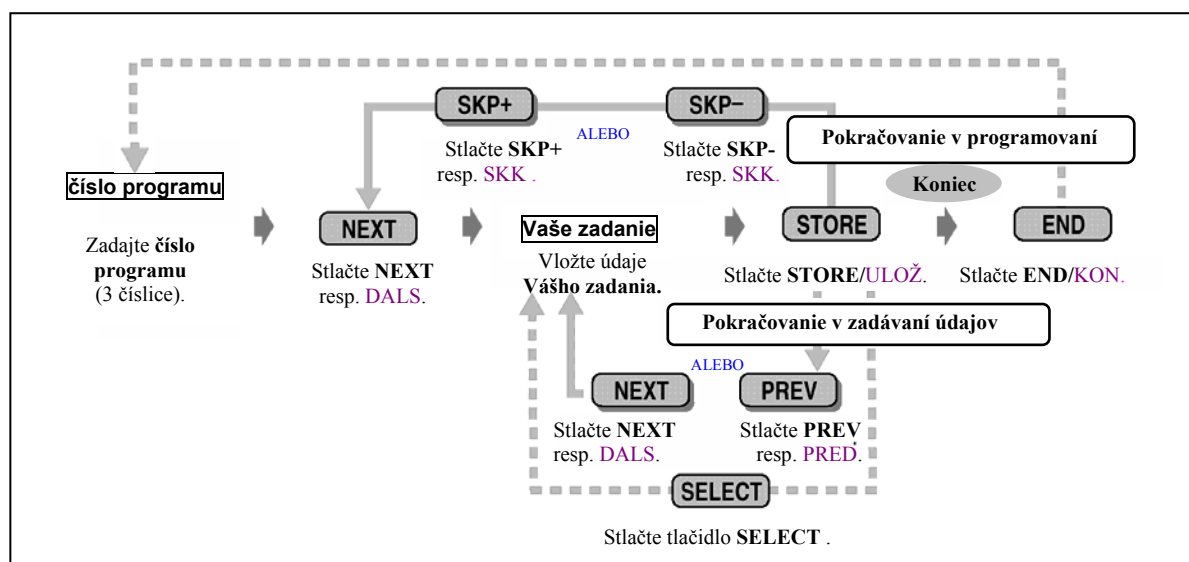 SKP+
SKP−
ALEBO
Stlačte SKP+
resp. SKK .
Stlačte SKP-
resp. SKK.
Pokračovanie v programovaní
Koniec
číslo programu
Zadajte číslo
programu
(3 číslice).
NEXT
Stlačte NEXT
resp. DALS.
Vaše zadanie
Vložte údaje
Vášho zadania.
STORE
Stlačte STORE/ULOŽ.
END
Stlačte END/KON.
Pokračovanie v zadávaní údajov
ALEBO
NEXT
Stlačte NEXT
resp. DALS.
PREV
Stlačte PREV
resp. PRED.
SELECT
Stlačte tlačidlo SELECT .